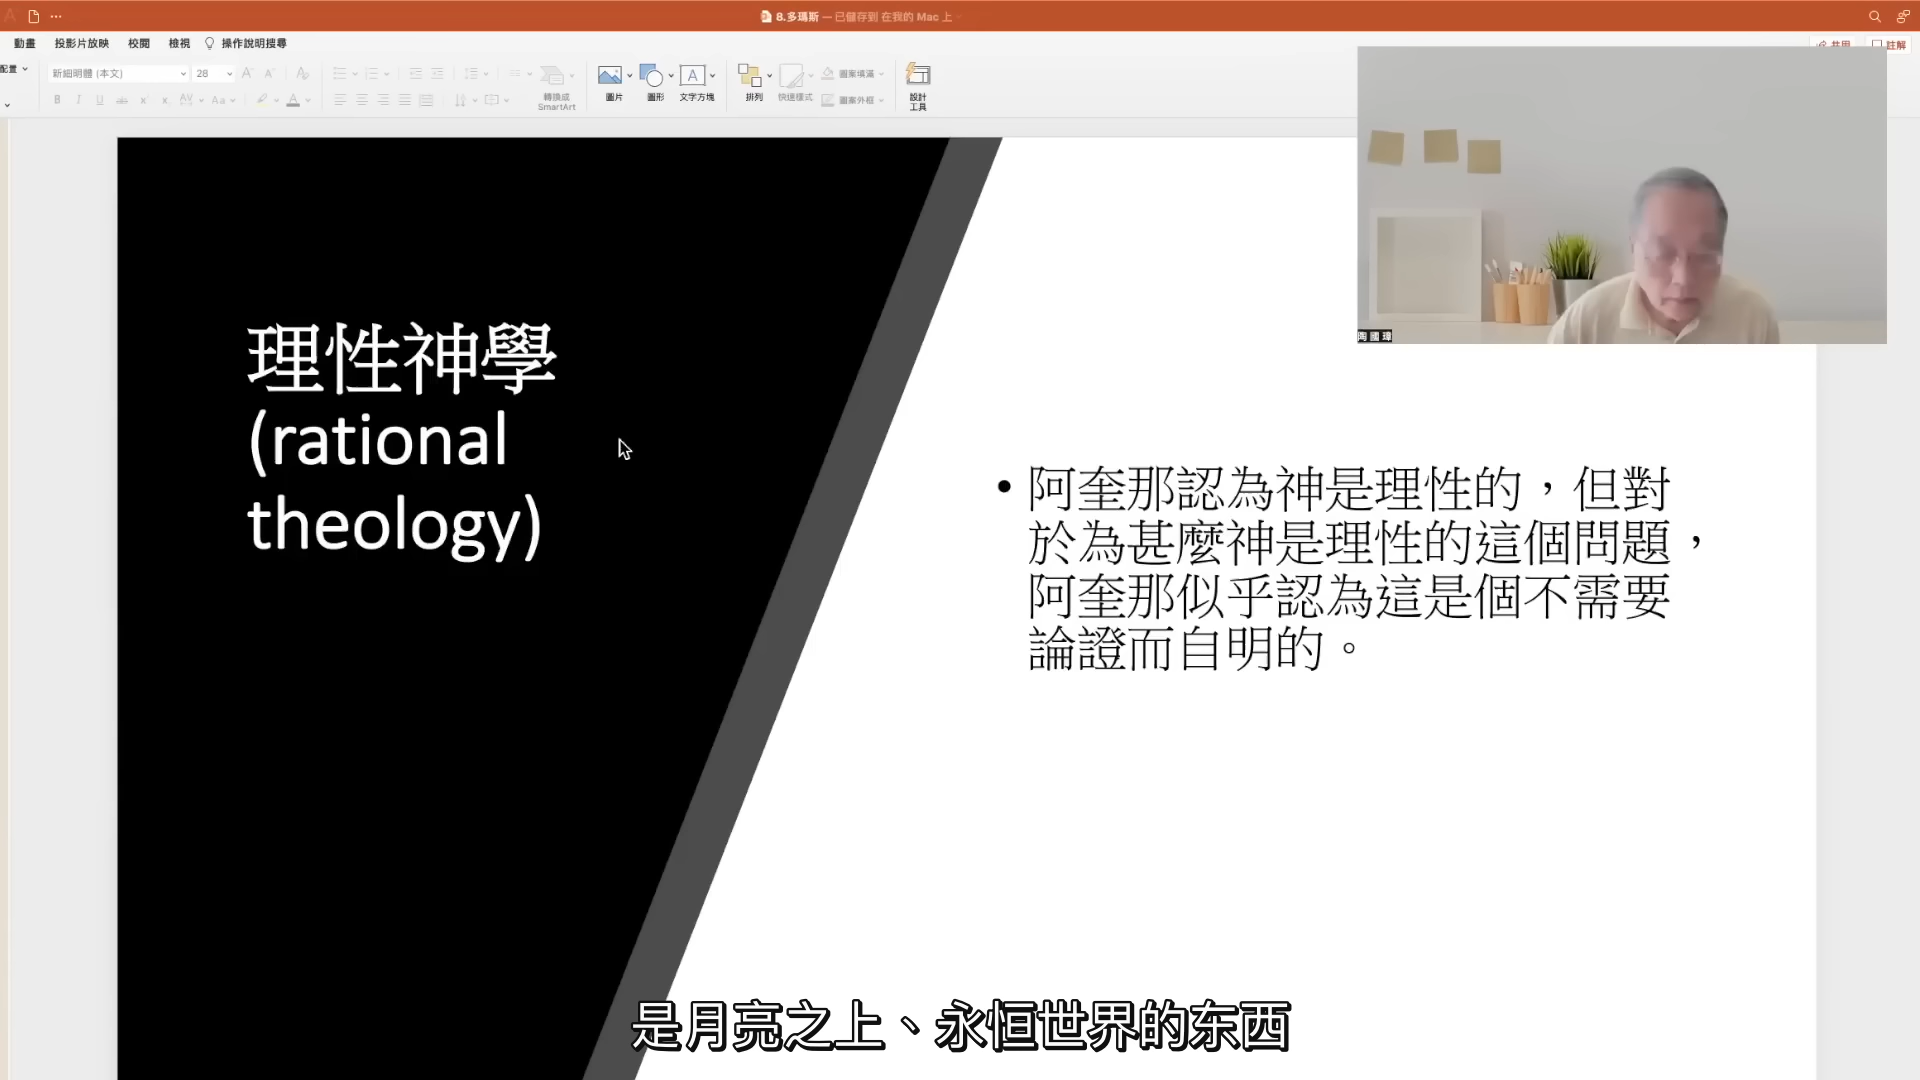 8.多瑪斯 — 已儲存到 在我的 Mac 上
動畫 投影片放映 校閱 檢視 操作說明搜尋
共用 註解
配置
新細明體 (本文) 28
轉換成
SmartArt
圖片 圖形 文字方塊
排列 快速樣式
圖案填滿
圖案外框
設計
工具
陶國璋
理性神學
(rational
theology)
• 阿奎那認為神是理性的，但對
於為甚麼神是理性的這個問題，
阿奎那似乎認為這是個不需要
論證而自明的。
是月亮之上、永恒世界的东西